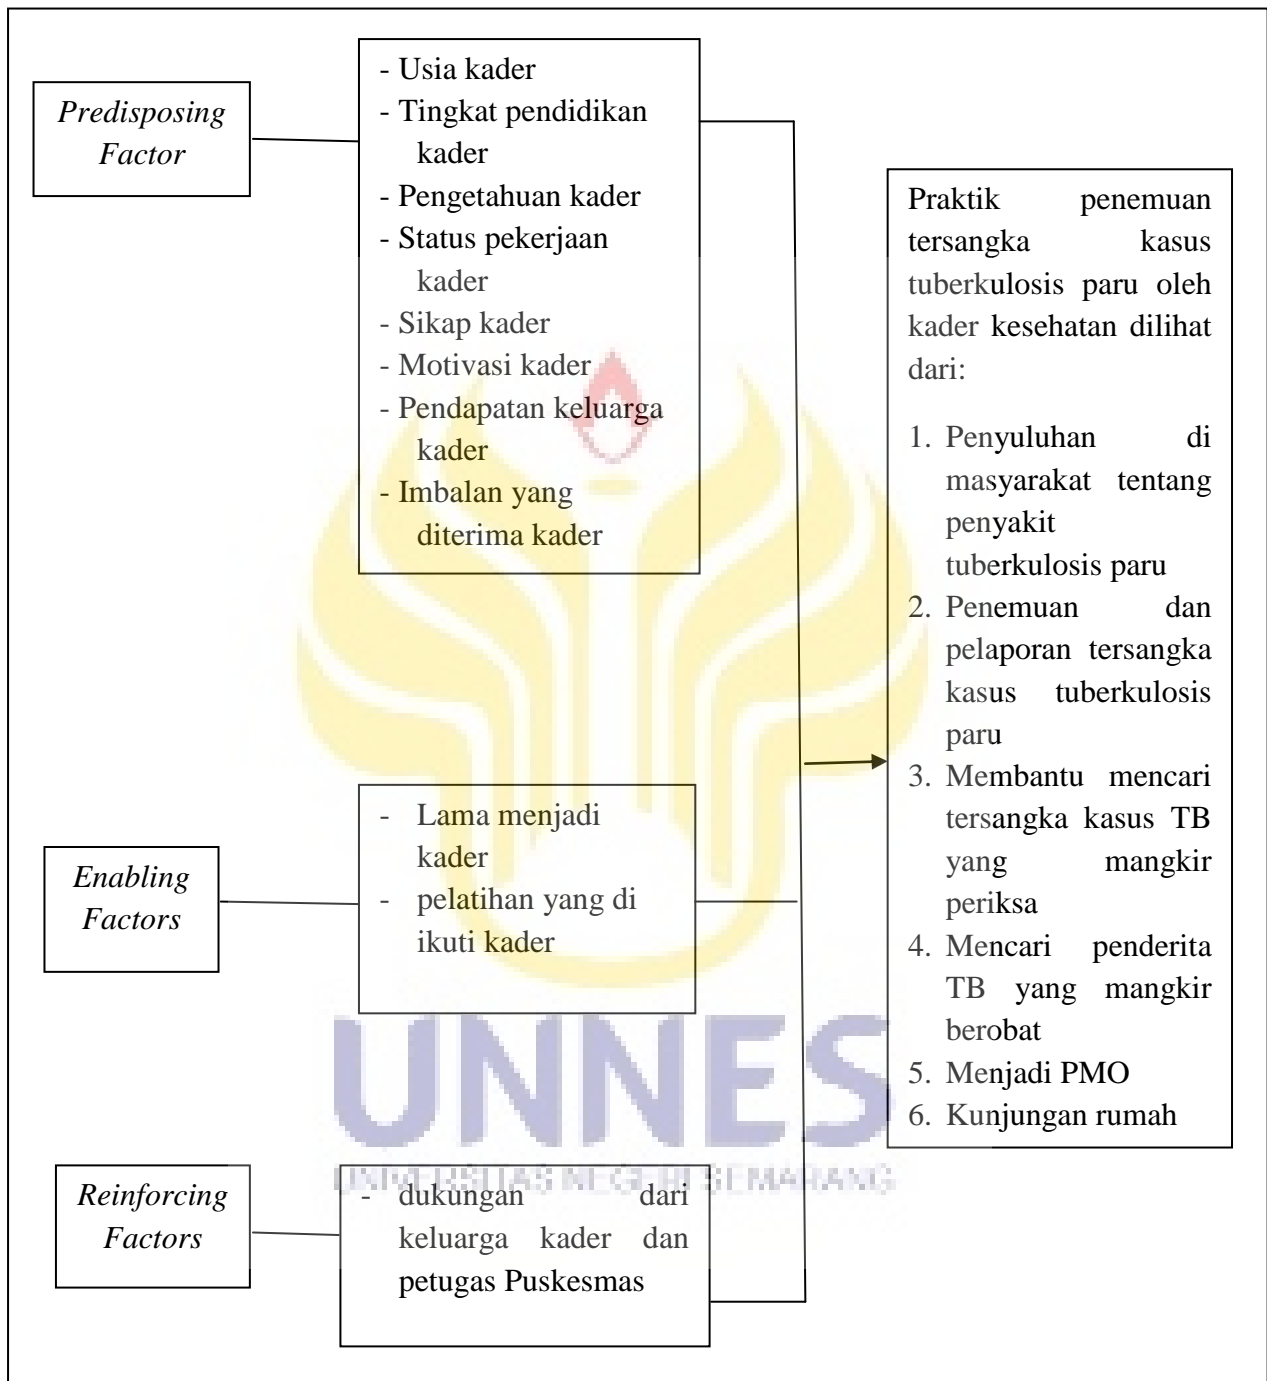 Predisposing
Factor
- Usia kader
- Tingkat pendidikan
kader
- Pengetahuan kader
- Status pekerjaan
kader
- Sikap kader
- Motivasi kader
- Pendapatan keluarga
kader
- Imbalan yang
diterima kader
Enabling
Factors
- Lama menjadi
kader
- pelatihan yang di
ikuti kader
Reinforcing
Factors
- dukungan dari
keluarga kader dan
petugas Puskesmas
Praktik penemuan
tersangka kasus
tuberkulosis paru oleh
kader kesehatan dilihat
dari:
1. Penyuluhan di
masyarakat tentang
penyakit
tuberkulosis paru
2. Penemuan dan
pelaporan tersangka
kasus tuberkulosis
paru
3. Membantu mencari
tersangka kasus TB
yang mangkir
periksa
4. Mencari penderita
TB yang mangkir
berobat
5. Menjadi PMO
6. Kunjungan rumah
UNNES
UNIVERSITAS NEGERI SEMARANG